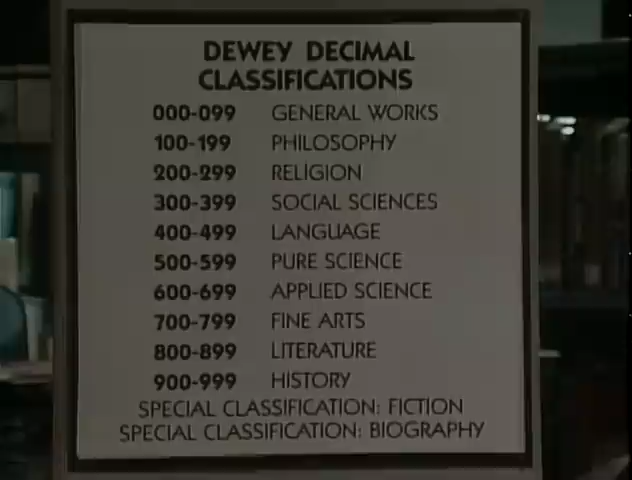 DEWEY DECIMAL
CLASSIFICATIONS
000-099 GENERAL WORKS
100-199 PHILOSOPHY
200-299 RELIGION
300-399 SOCIAL SCIENCES
400-499 LANGUAGE
500-599 PURE SCIENCE
600-699 APPLIED SCIENCE
700-799 FINE ARTS
800-899 LITERATURE
900-999 HISTORY
SPECIAL CLASSIFICATION: FICTION
SPECIAL CLASSIFICATION: BIOGRAPHY